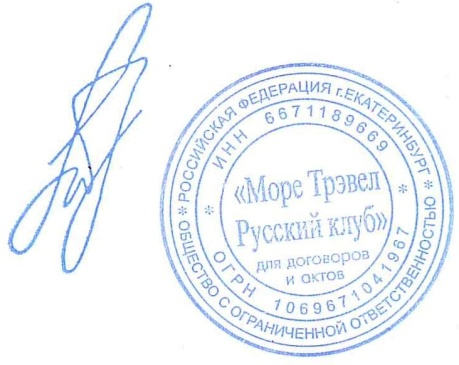 * РОССИЙСКАЯ ФЕДЕРАЦИЯ г.ЕКАТЕРИНБУРГ *
ОБЩЕСТВО С ОГРАНИЧЕННОЙ ОТВЕТСТВЕННОСТЬЮ
* ИНН 6671189669 *
ОГРН 1069671041967
«Море Трэвел
Русский клуб»
для договоров
и актов